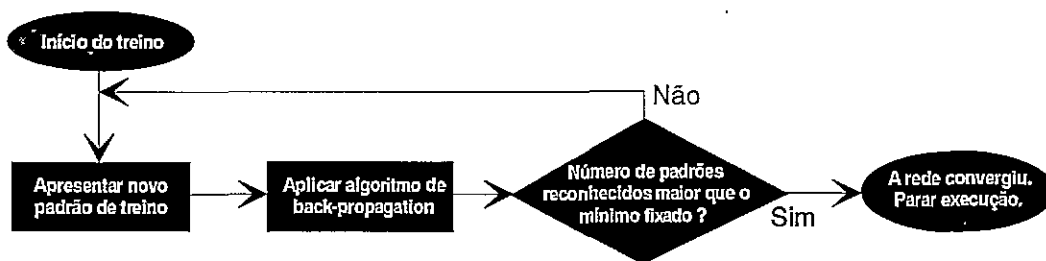 Início do treino
Não
Apresentar novo
padrão de treino
Aplicar algoritmo de
back-propagation
Número de padrões
reconhecidos maior que o
mínimo fixado ?
Sim
A rede convergiu.
Parar execução.